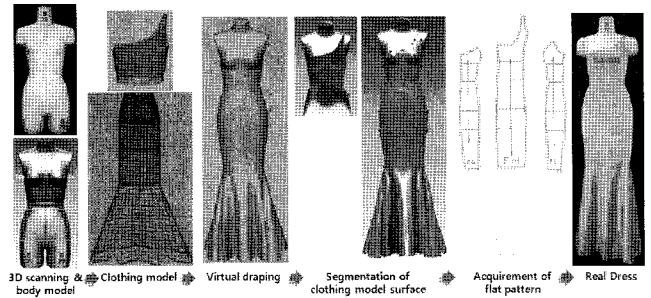 3D scanning &
body model
Clothing model
Virtual draping
Segmentation of
clothing model surface
Acquirement of
flat pattern
Real Dress